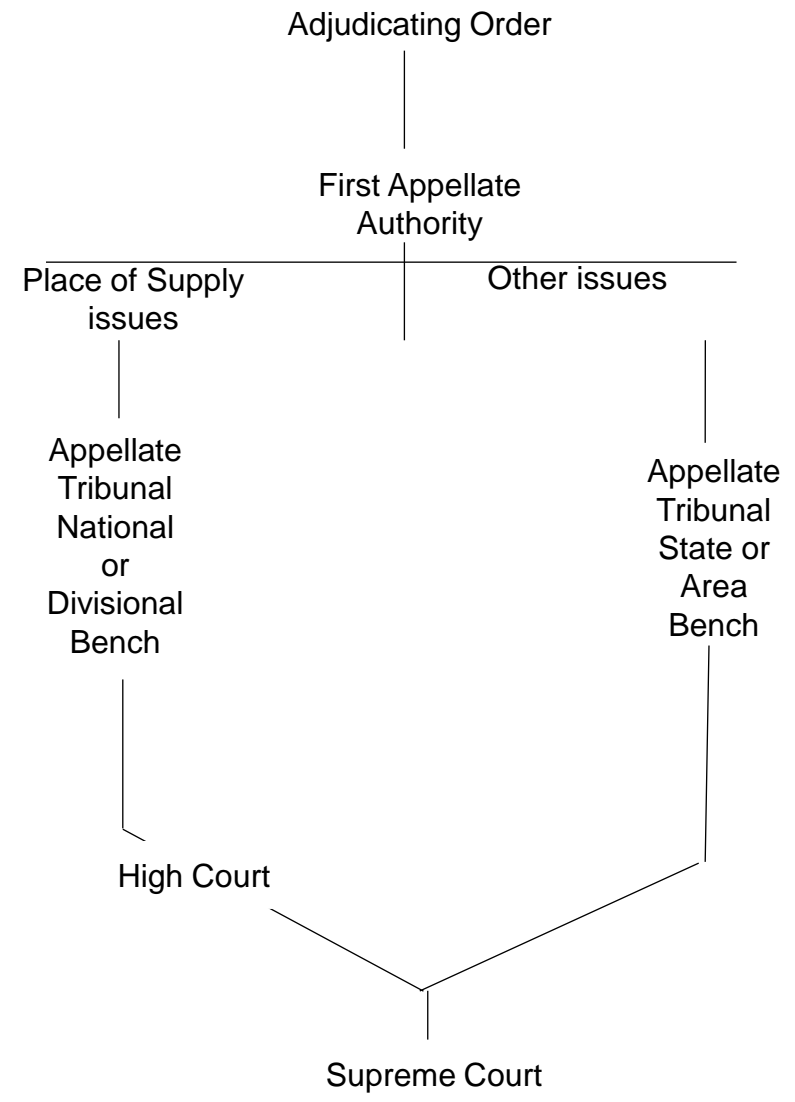 Adjudicating Order
First Appellate
Authority
Place of Supply
issues
Other issues
Appellate
Tribunal
National
or
Divisional
Bench
Appellate
Tribunal
State or
Area
Bench
High Court
Supreme Court